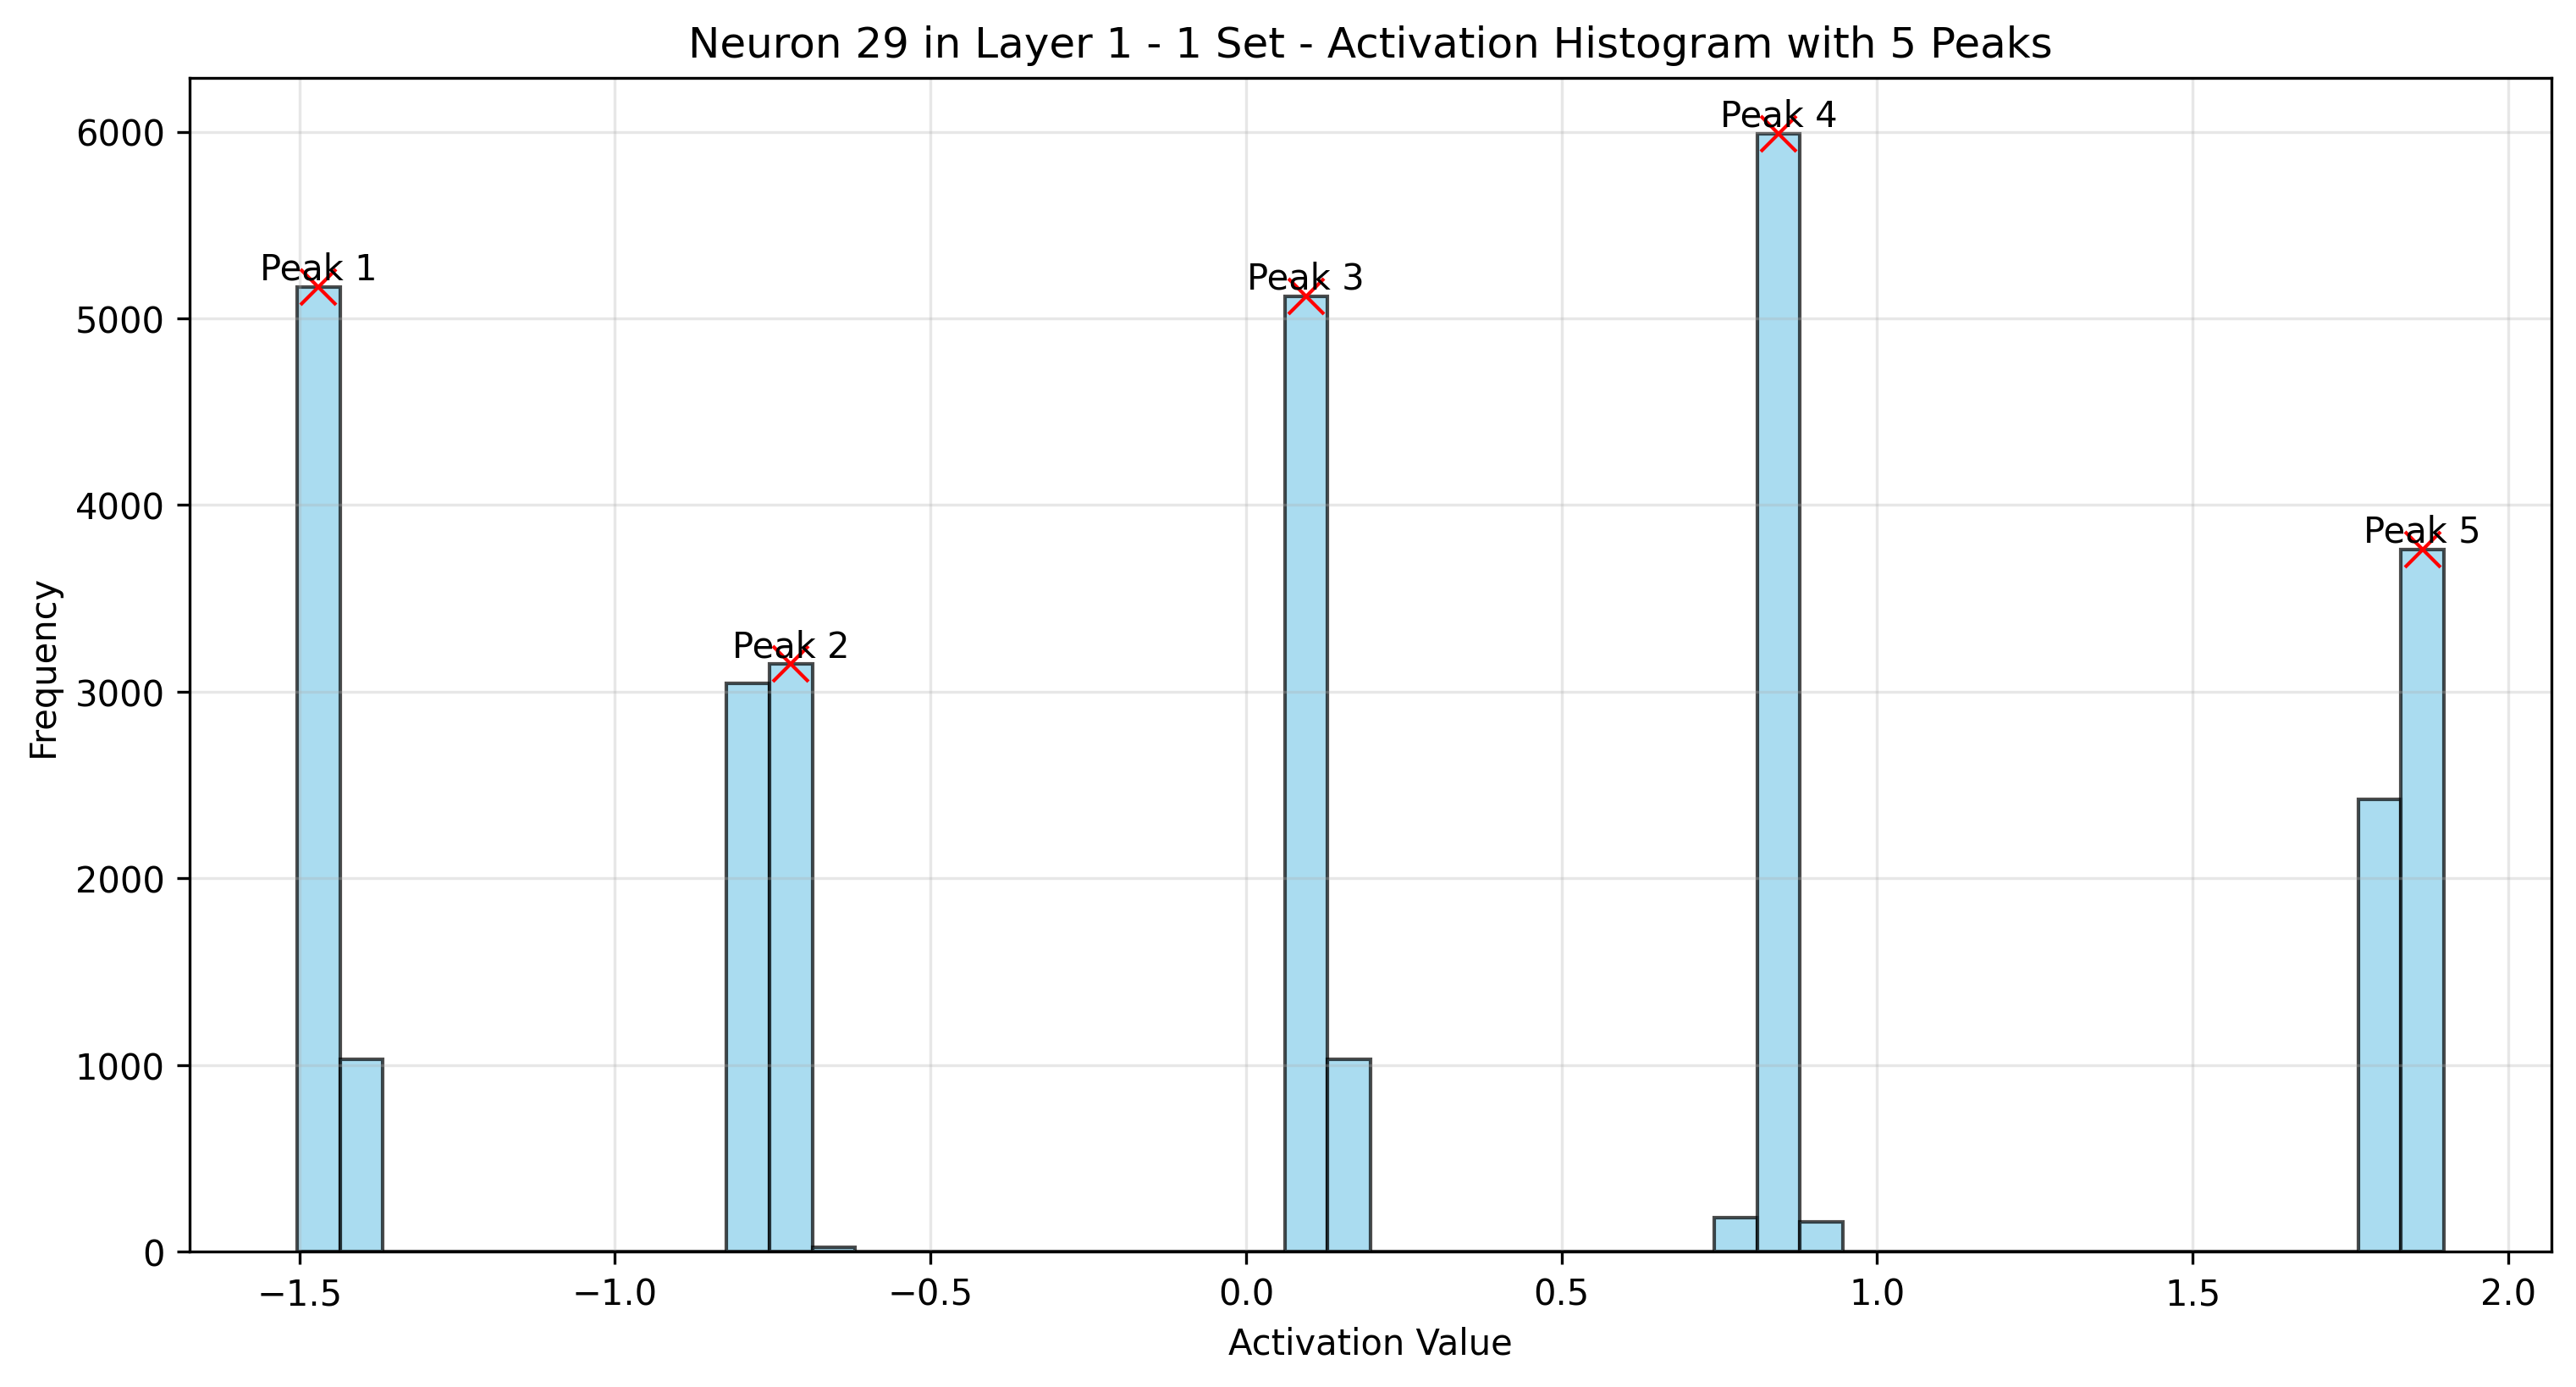 Neuron 29 in Layer 1 - 1 Set - Activation Histogram with 5 Peaks
6000
5000
4000
3000
2000
1000
0
Frequency
Peak 1
Peak 2
Peak 3
Peak 4
Peak 5
−1.5
−1.0
−0.5
0.0
0.5
1.0
1.5
2.0
Activation Value